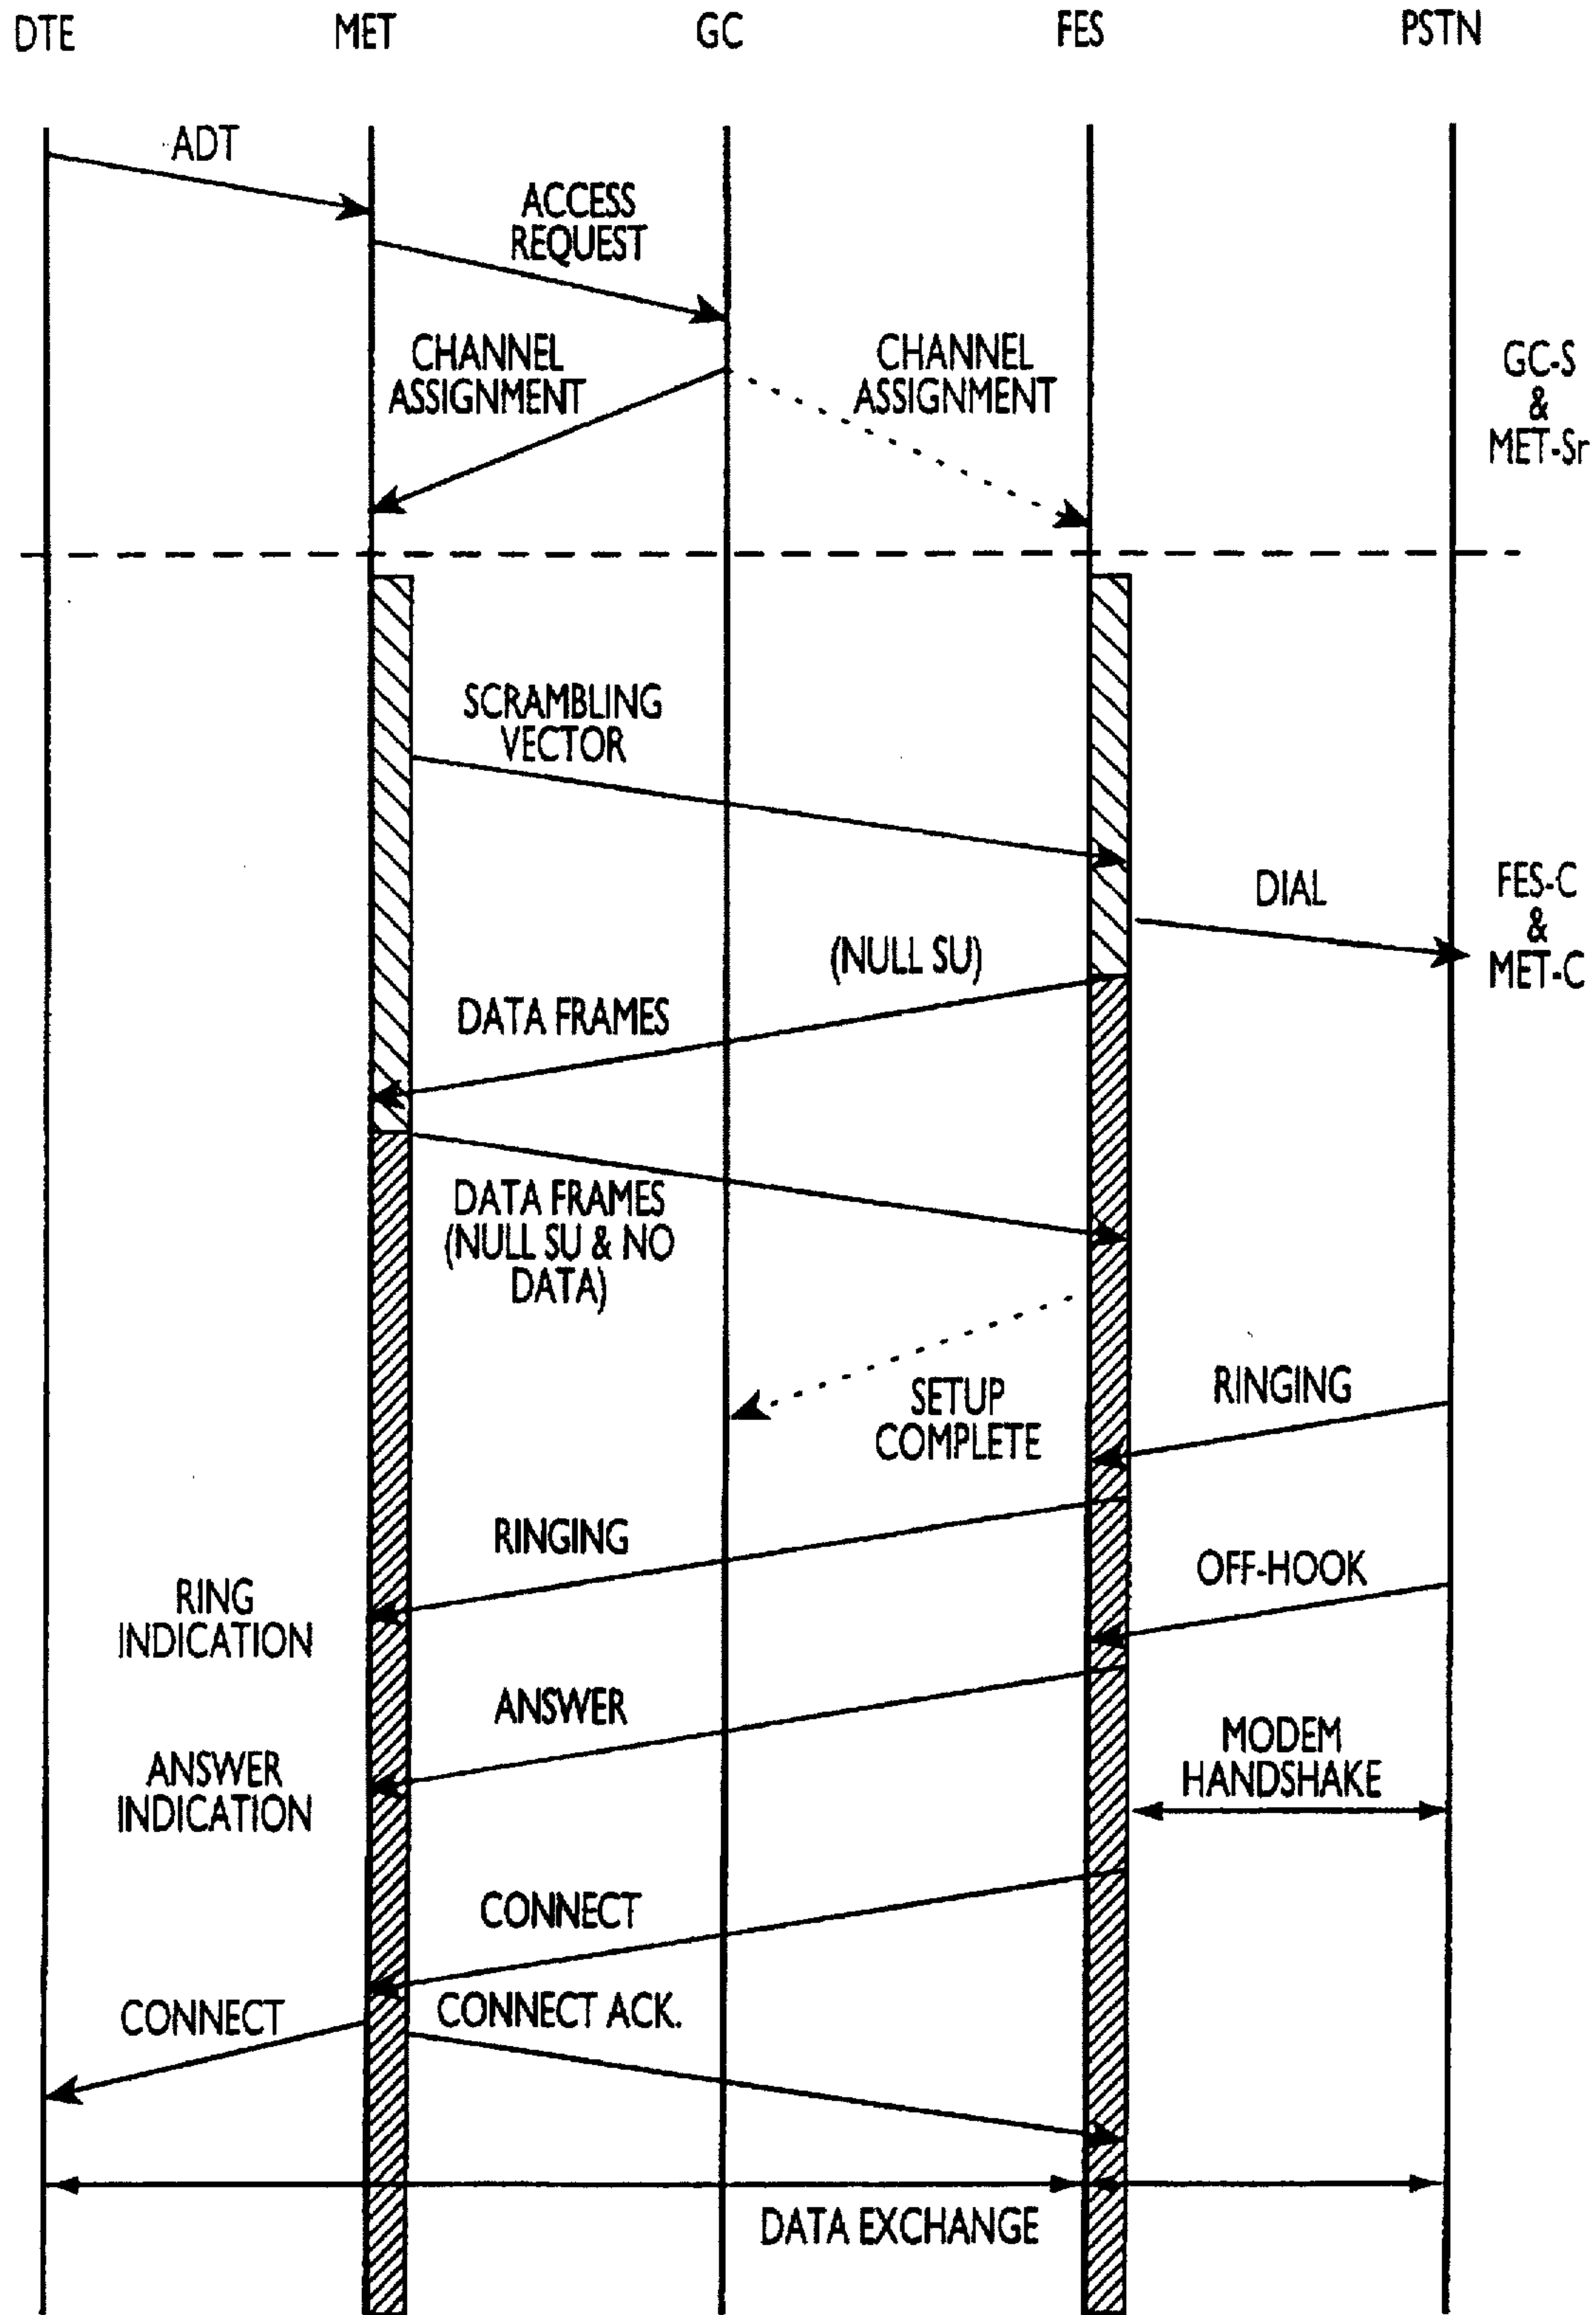 DTE MET GC FES PSTN
ADT
ACCESS
REQUEST
CHANNEL
ASSIGNMENT
CHANNEL
ASSIGNMENT
GC-S
&
MET-Sr
SCRAMBLING
VECTOR
DIAL
FES-C
&
MET-C
(NULL SU)
DATA FRAMES
DATA FRAMES
(NULL SU & NO
DATA)
SETUP
COMPLETE
RINGING
RINGING
OFF-HOOK
RING
INDICATION
ANSWER
MODEM
HANDSHAKE
ANSWER
INDICATION
CONNECT
CONNECT
CONNECT ACK.
DATA EXCHANGE